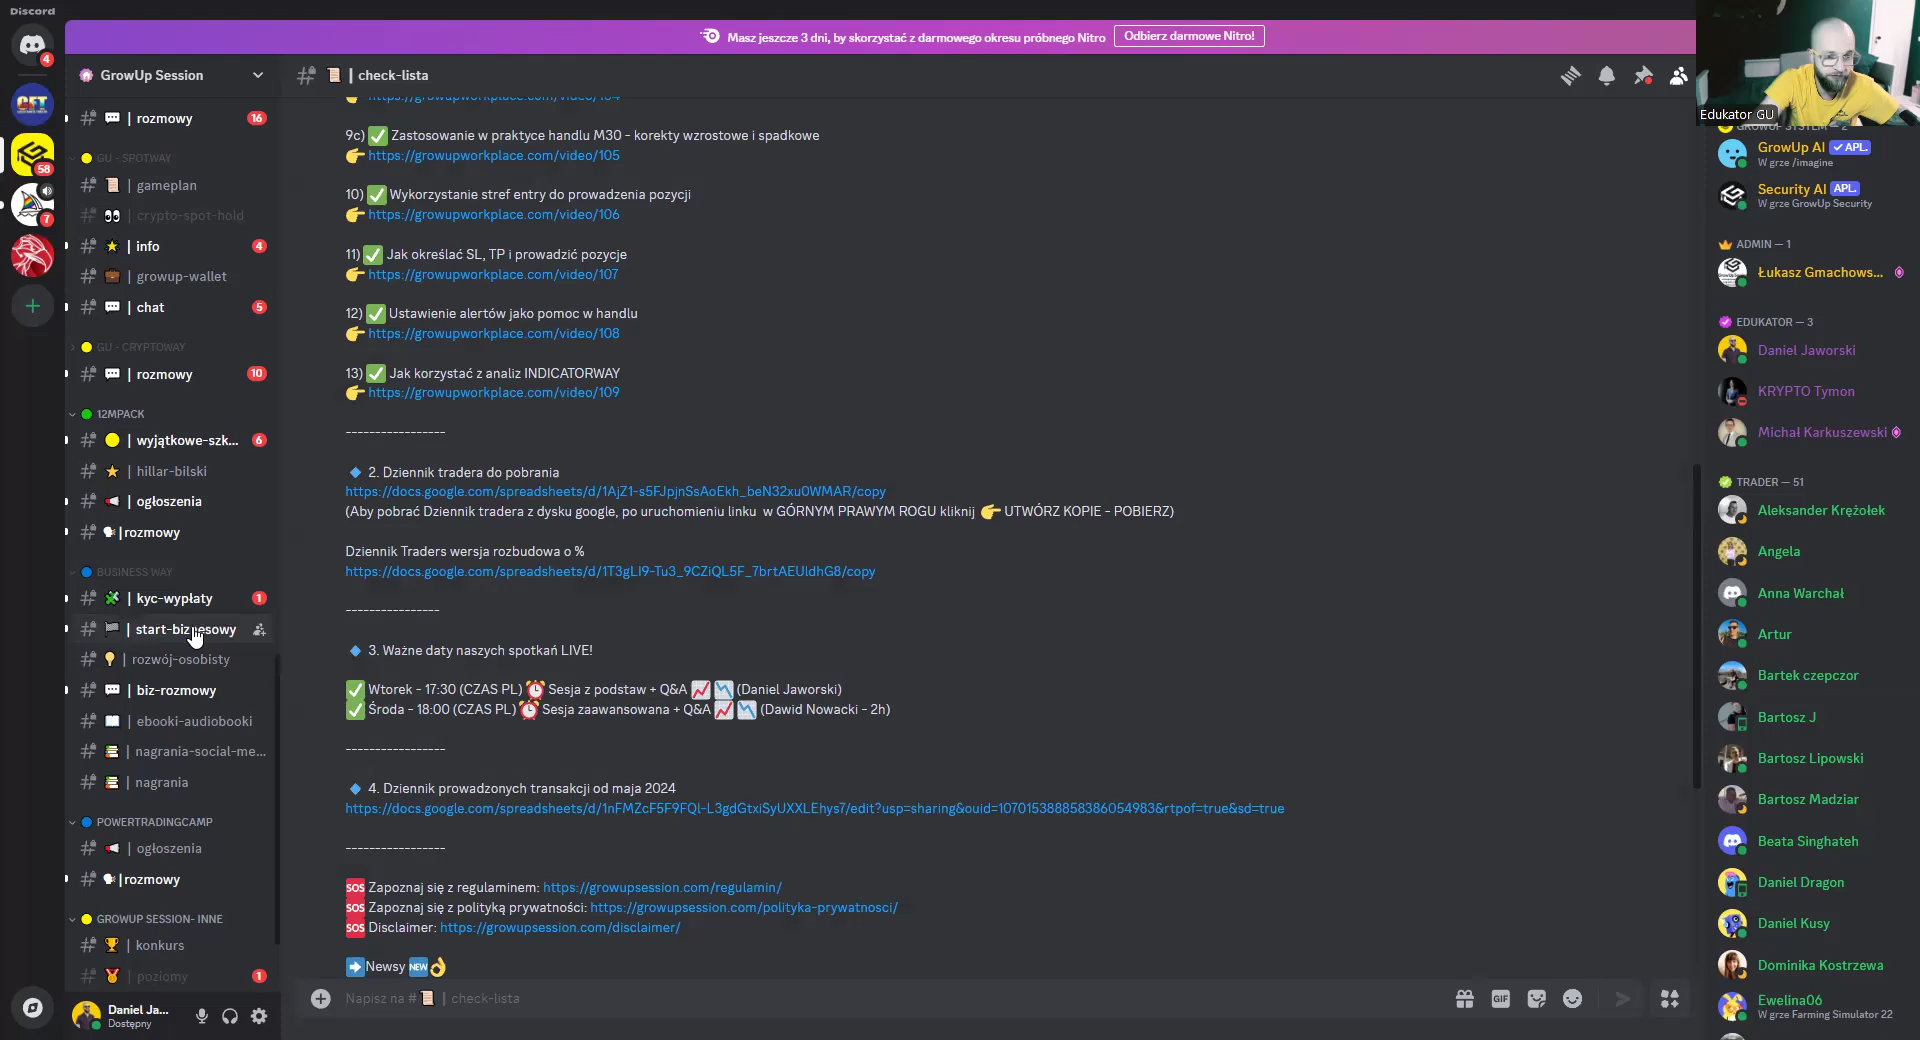 Discord
Masz jeszcze 3 dni, by skorzystać z darmowego okresu próbnego Nitro
Odbierz darmowe Nitro!
Edukator GU
4
58
7
GrowUp Session
| rozmowy
16
GU - SPOTWAY
| gameplan
| crypto-spot-hold
| info
4
| growup-wallet
| chat
5
GU - CRYPTOWAY
| rozmowy
10
12MPACK
| wyjątkowe-szk...
6
| hillar-bilski
| ogłoszenia
|rozmowy
BUSINESS WAY
| kyc-wypłaty
1
| start-biznesowy
| rozwój-osobisty
| biz-rozmowy
| ebooki-audiobooki
| nagrania-social-me...
| nagrania
POWERTRADINGCAMP
| ogłoszenia
|rozmowy
GROWUP SESSION- INNE
| konkurs
| poziomy
1
Daniel Ja...
Dostępny
| check-lista
https://growupworkplace.com/video/104
9c) ✅ Zastosowanie w praktyce handlu M30 - korekty wzrostowe i spadkowe
👉 https://growupworkplace.com/video/105
10) ✅ Wykorzystanie stref entry do prowadzenia pozycji
👉 https://growupworkplace.com/video/106
11) ✅ Jak określać SL, TP i prowadzić pozycje
👉 https://growupworkplace.com/video/107
12) ✅ Ustawienie alertów jako pomoc w handlu
👉 https://growupworkplace.com/video/108
13) ✅ Jak korzystać z analiz INDICATORWAY
👉 https://growupworkplace.com/video/109
-----------------
🔹 2. Dziennik tradera do pobrania
https://docs.google.com/spreadsheets/d/1AjZ1-s5FJpjnSsAoEkh_beN32xu0WMAR/copy
(Aby pobrać Dziennik tradera z dysku google, po uruchomieniu linku w GÓRNYM PRAWYM ROGU kliknij 👉 UTWÓRZ KOPIE - POBIERZ)
Dziennik Traders wersja rozbudowa o %
https://docs.google.com/spreadsheets/d/1T3gLI9-Tu3_9CZiQL5F_7brtAEUldhG8/copy
----------------
🔹 3. Ważne daty naszych spotkań LIVE!
✅ Wtorek - 17:30 (CZAS PL) ⏰ Sesja z podstaw + Q&A 📈 📉 (Daniel Jaworski)
✅ Środa - 18:00 (CZAS PL) ⏰ Sesja zaawansowana + Q&A 📈 📉 (Dawid Nowacki - 2h)
-----------------
🔹 4. Dziennik prowadzonych transakcji od maja 2024
https://docs.google.com/spreadsheets/d/1nFMZcF5F9FQl-L3gdGtxiSyUXXLEhys7/edit?usp=sharing&ouid=107015388858386054983&rtpof=true&sd=true
-----------------
🆘 Zapoznaj się z regulaminem: https://growupsession.com/regulamin/
🆘 Zapoznaj się z polityką prywatności: https://growupsession.com/polityka-prywatnosci/
🆘 Disclaimer: https://growupsession.com/disclaimer/
➡️Newsy 🆕👌
Napisz na # | check-lista
GIF
GROWUP SYSTEM — 2
GrowUp AI ✓ APL.
W grze /imagine
Security AI APL.
W grze GrowUp Security
ADMIN — 1
Łukasz Gmachows...
EDUKATOR — 3
Daniel Jaworski
KRYPTO Tymon
Michał Karkuszewski
TRADER — 51
Aleksander Krężołek
Angela
Anna Warchał
Artur
Bartek czepczor
Bartosz J
Bartosz Lipowski
Bartosz Madziar
Beata Singhateh
Daniel Dragon
Daniel Kusy
Dominika Kostrzewa
Ewelina06
W grze Farming Simulator 22